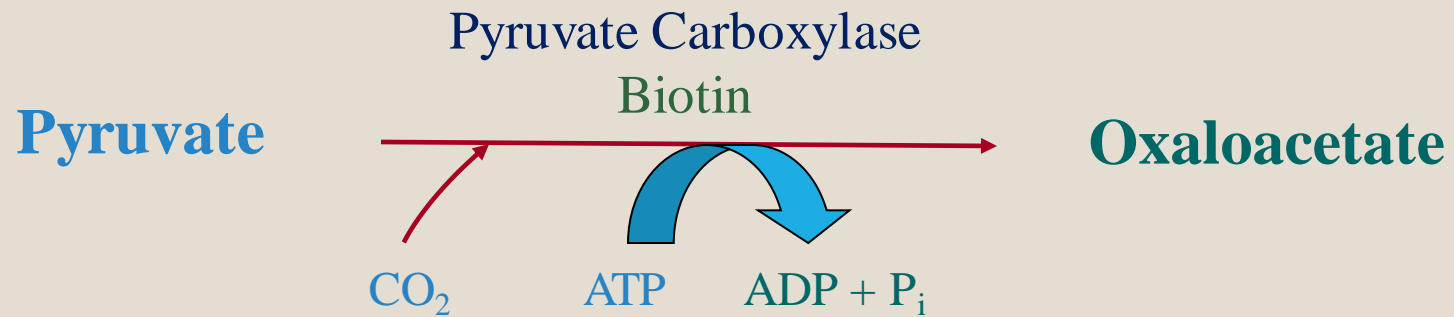 Pyruvate Carboxylase
Biotin
Pyruvate
Oxaloacetate
CO₂
ATP
ADP + Pᵢ